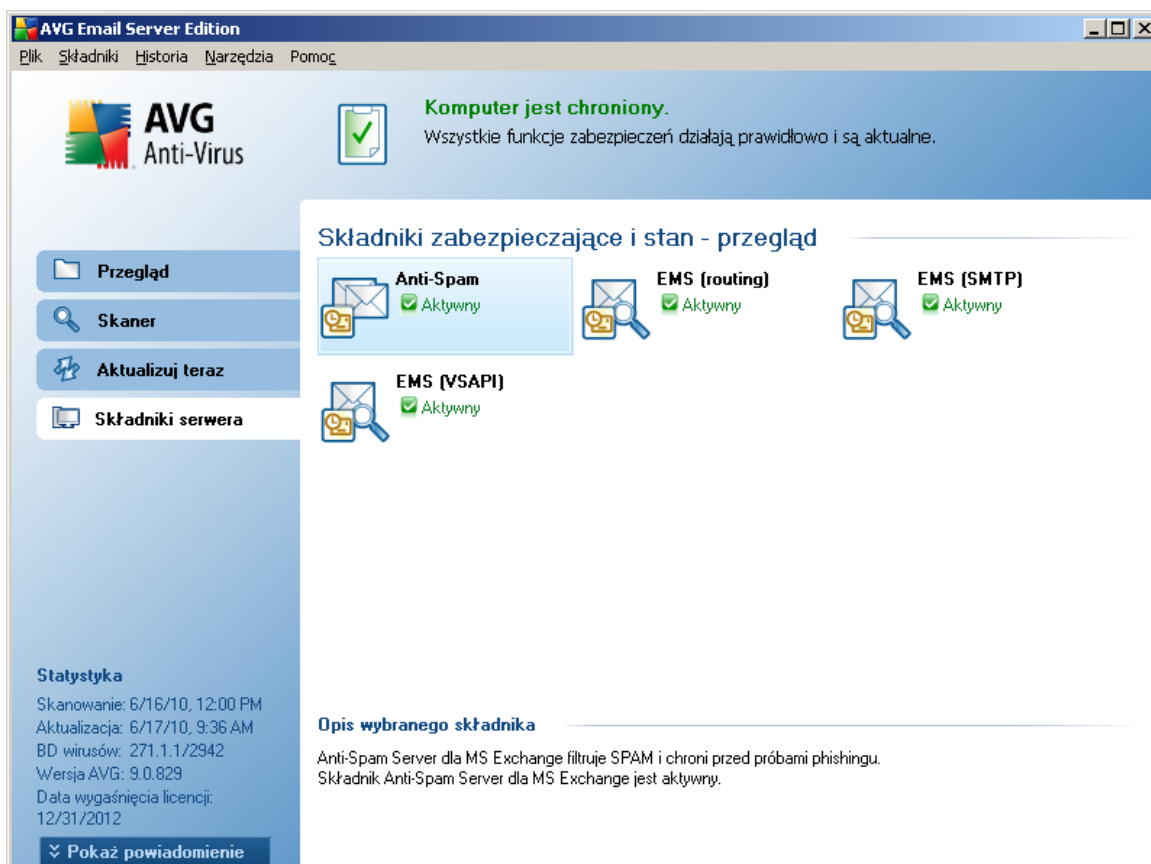 AVG Email Server Edition
Plik Składniki Historia Narzędzia Pomoc
AVG
Anti-Virus
Komputer jest chroniony.
Wszystkie funkcje zabezpieczeń działają prawidłowo i są aktualne.
Przegląd
Skaner
Aktualizuj teraz
Składniki serwera
Składniki zabezpieczające i stan - przegląd
Anti-Spam
Aktywny
EMS (routing)
Aktywny
EMS (SMTP)
Aktywny
EMS (VSAPI)
Aktywny
Statystyka
Skanowanie: 6/16/10, 12:00 PM
Aktualizacja: 6/17/10, 9:36 AM
BD wirusów: 271.1.1/2942
Wersja AVG: 9.0.829
Data wygaśnięcia licencji:
12/31/2012
Pokaż powiadomienie
Opis wybranego składnika
Anti-Spam Server dla MS Exchange filtruje SPAM i chroni przed próbami phishingu.
Składnik Anti-Spam Server dla MS Exchange jest aktywny.